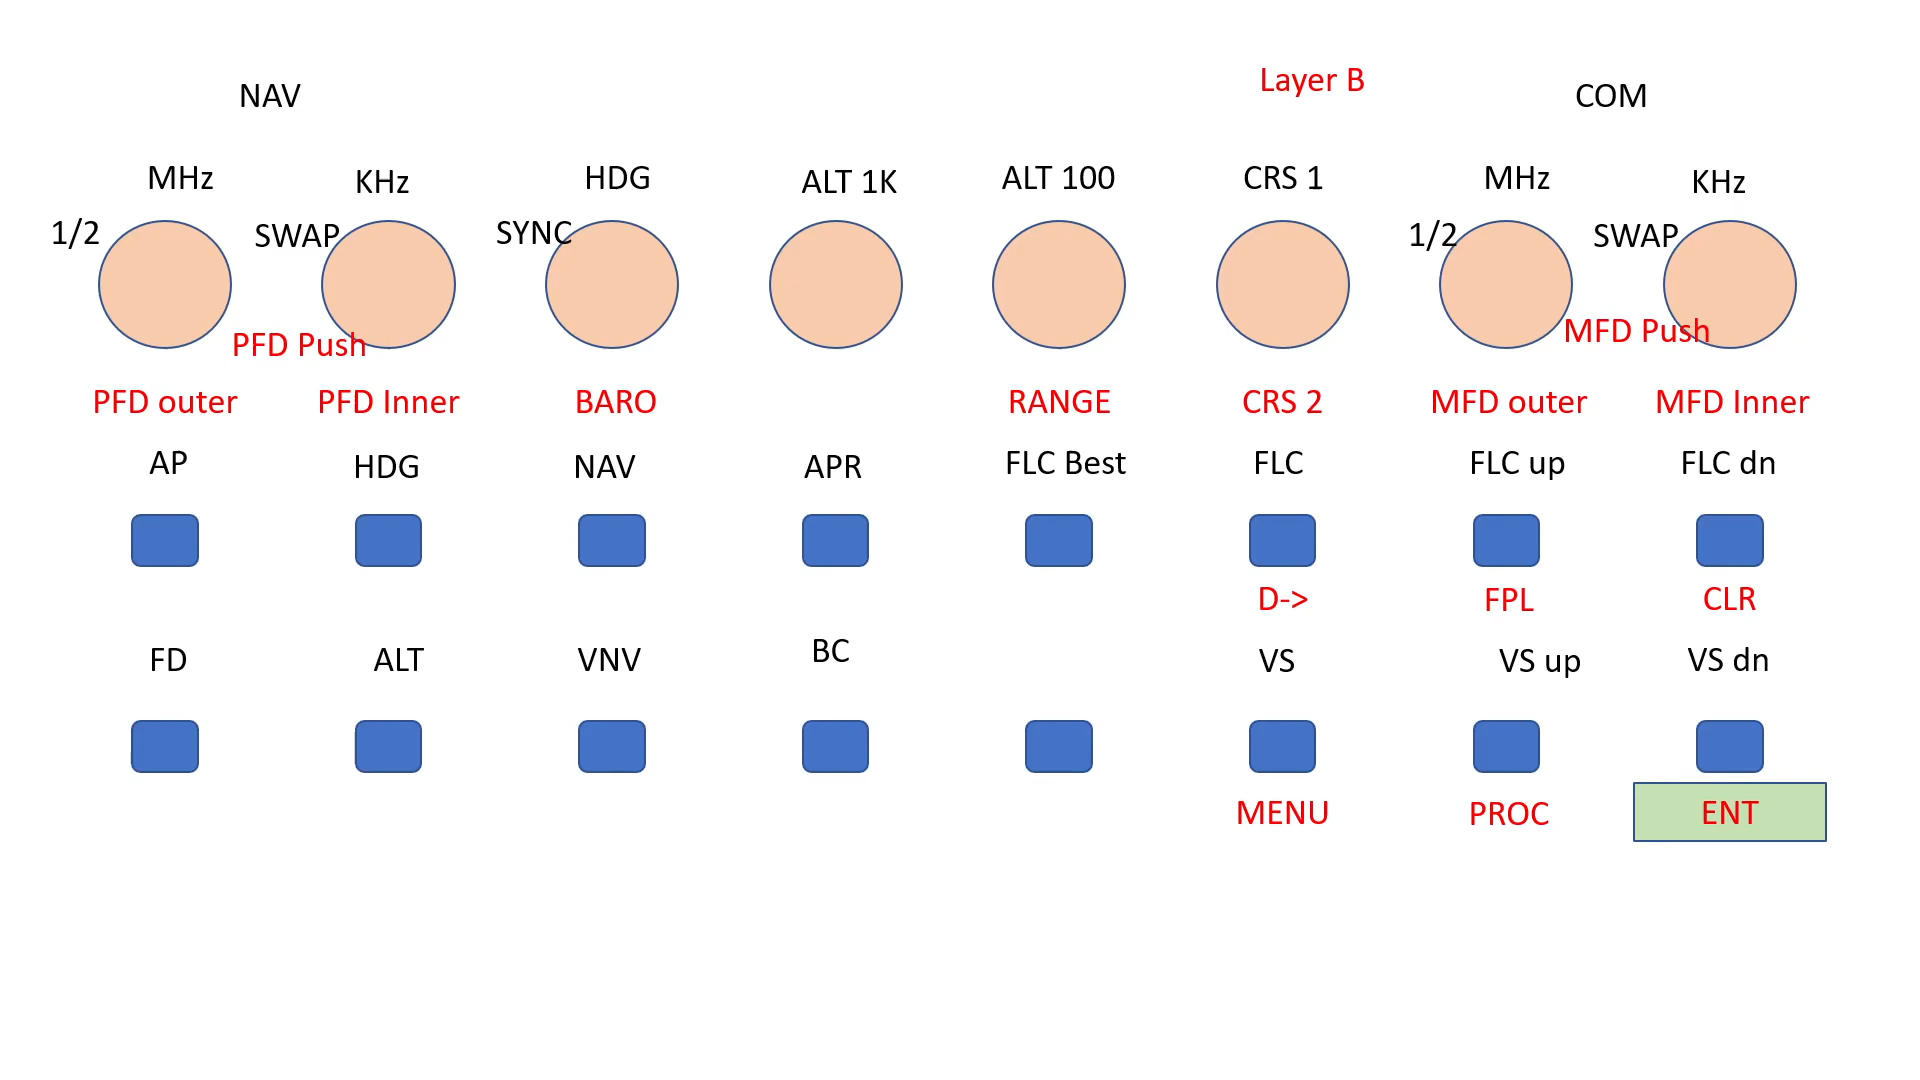 NAV
Layer B
COM
MHz
KHz
HDG
ALT 1K
ALT 100
CRS 1
MHz
KHz
1/2
SWAP
SYNC
1/2
SWAP
PFD Push
MFD Push
PFD outer
PFD Inner
BARO
RANGE
CRS 2
MFD outer
MFD Inner
AP
HDG
NAV
APR
FLC Best
FLC
FLC up
FLC dn
D->
FPL
CLR
FD
ALT
VNV
BC
VS
VS up
VS dn
MENU
PROC
ENT